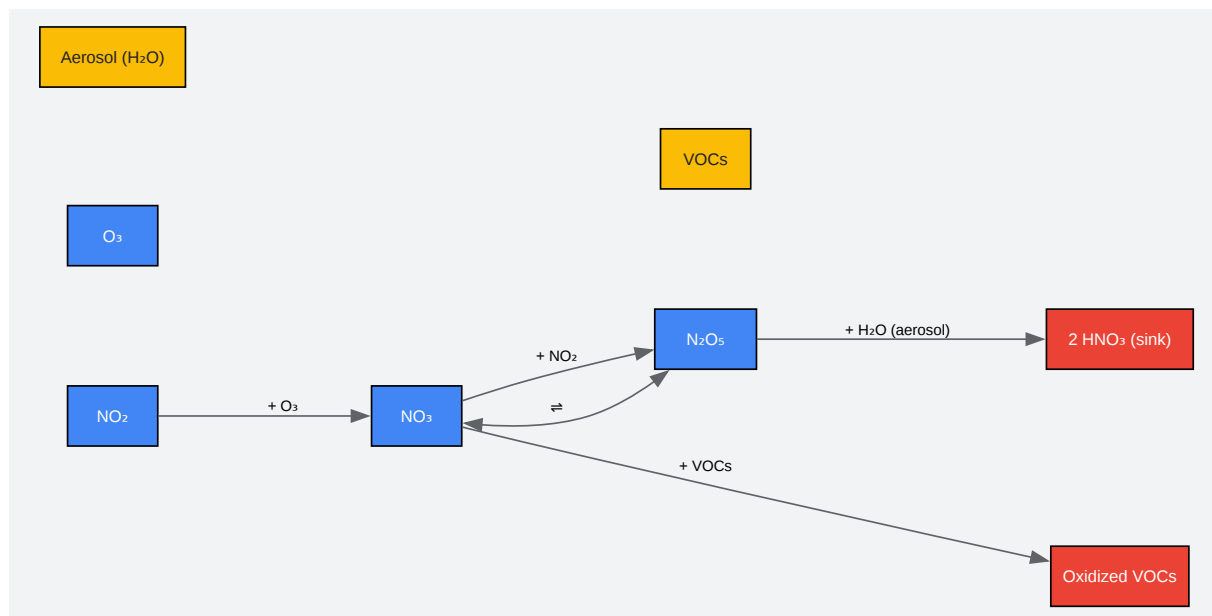 Aerosol (H₂O)
VOCs
O₃
N₂O₅
+ H₂O (aerosol)
2 HNO₃ (sink)
+ NO₂
NO₂
+ O₃
NO₃
⇌
+ VOCs
Oxidized VOCs